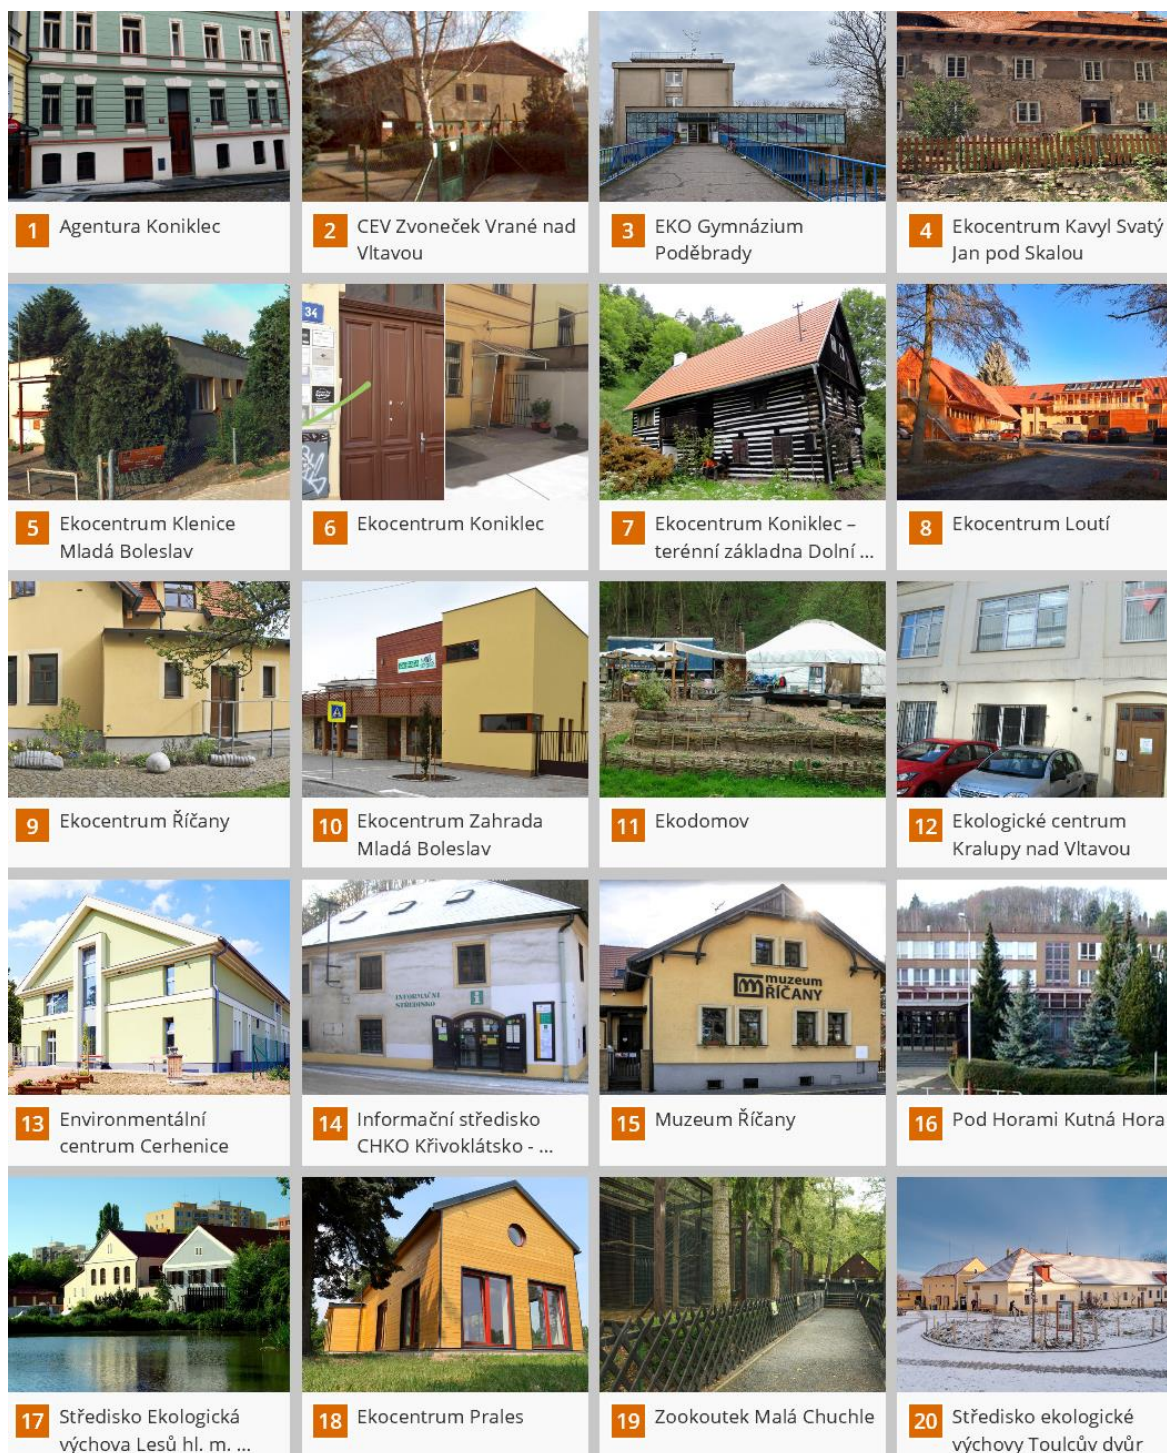 1 Agentura Koniklec
2 CEV Zvoneček Vrané nad
Vltavou
3 EKO Gymnázium
Poděbrady
4 Ekocentrum Kavyl Svatý
Jan pod Skalou
34
5 Ekocentrum Klenice
Mladá Boleslav
6 Ekocentrum Koniklec
7 Ekocentrum Koniklec –
terénní základna Dolní ...
8 Ekocentrum Loutí
9 Ekocentrum Říčany
10 Ekocentrum Zahrada
Mladá Boleslav
11 Ekodomov
12 Ekologické centrum
Kralupy nad Vltavou
INFORMAČNÍ
STŘEDISKO
i
muzeum
ŘÍČANY
13 Environmentální
centrum Cerhenice
14 Informační středisko
CHKO Křivoklátsko - ...
15 Muzeum Říčany
16 Pod Horami Kutná Hora
17 Středisko Ekologická
výchova Lesů hl. m. ...
18 Ekocentrum Prales
19 Zookoutek Malá Chuchle
20 Středisko ekologické
výchovy Toulcův dvůr